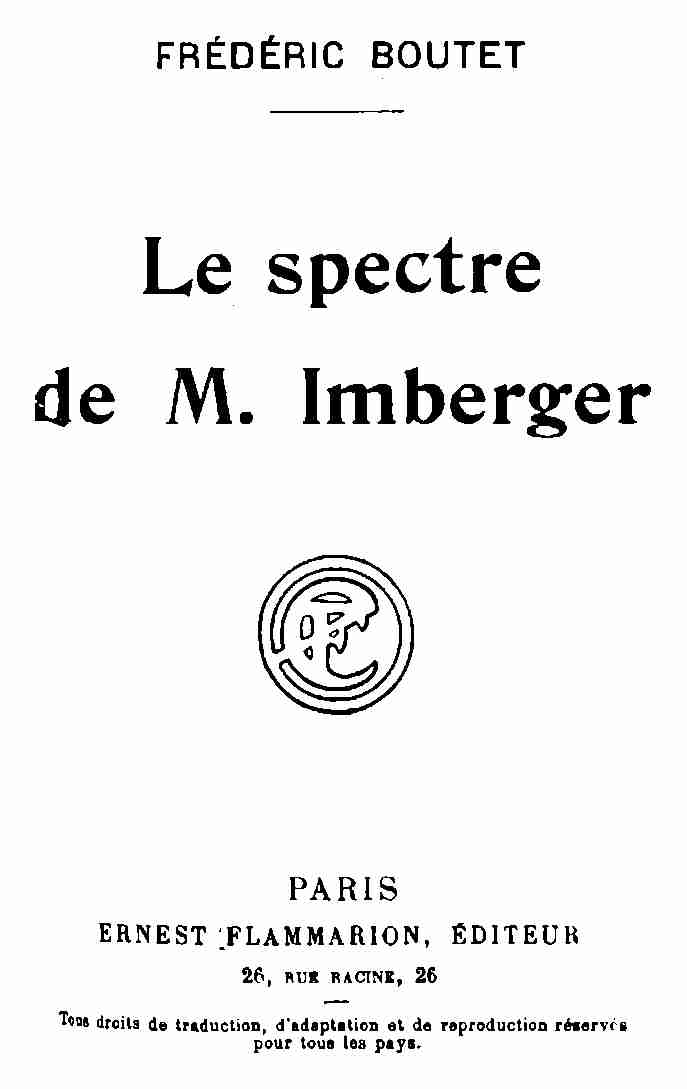 FRÉDÉRIC BOUTET
Le spectre
de M. Imberger
PARIS
ERNEST FLAMMARION, ÉDITEUR
26, RUE RACINE, 26
Tous droits de traduction, d'adaptation et de reproduction réservés
pour tous les pays.